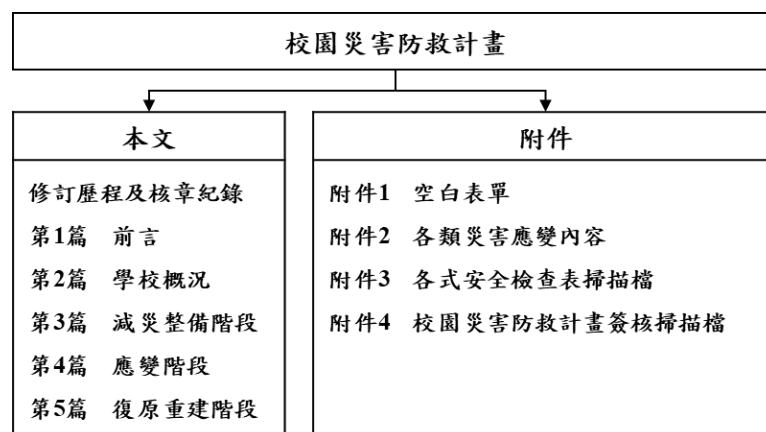 校園災害防救計畫
本文
修訂歷程及核章紀錄
第1篇 前言
第2篇 學校概況
第3篇 減災整備階段
第4篇 應變階段
第5篇 復原重建階段
附件
附件1 空白表單
附件2 各類災害應變內容
附件3 各式安全檢查表掃描檔
附件4 校園災害防救計畫簽核掃描檔